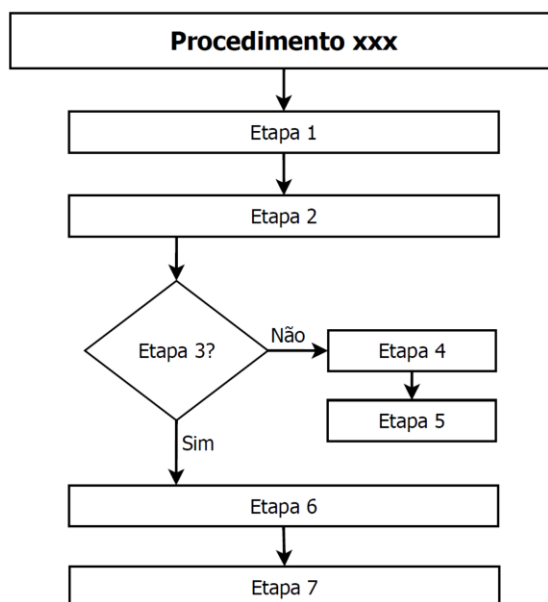 Procedimento xxx
Etapa 1
Etapa 2
Etapa 3?
Não
Etapa 4
Etapa 5
Sim
Etapa 6
Etapa 7